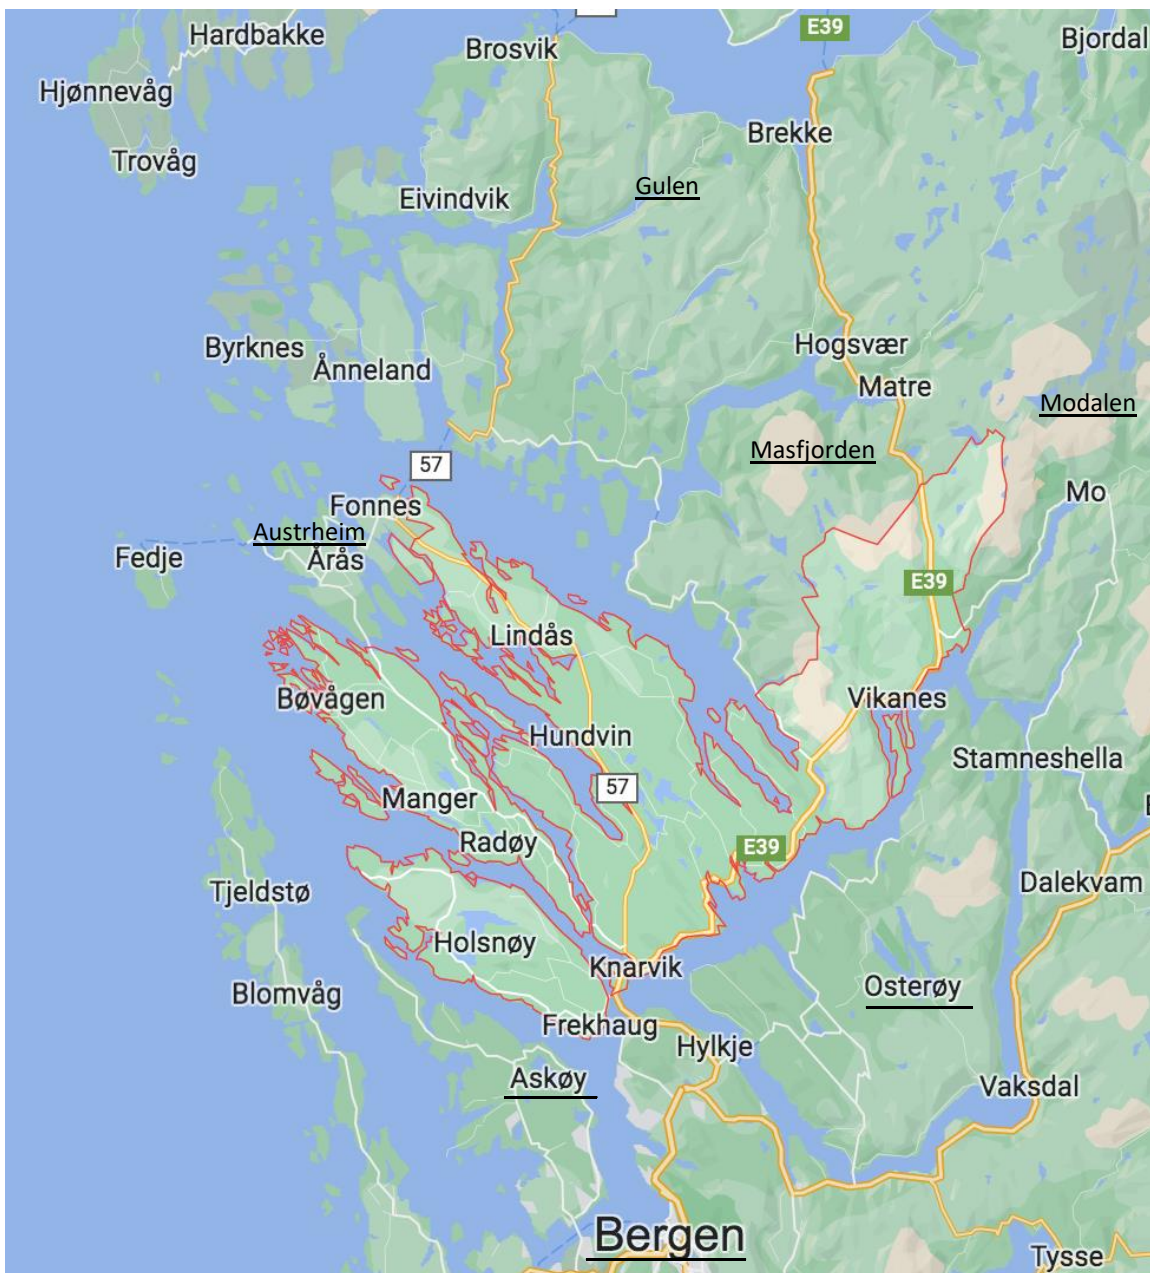 Hardbakke
E39
Bjordal
Brosvik
Hjønnevåg
Brekke
Trovåg
Gulen
Eivindvik
Byrknes
Hogsvær
Ånneland
Matre
Modalen
Masfjorden
57
Mo
Fonnes
Austrheim
Fedje
Årås
E39
Lindås
Bøvågen
Vikanes
Hundvin
Stamneshella
57
Manger
Radøy
E39
Tjeldstø
Dalekvam
Holsnøy
Knarvik
Osterøy
Blomvåg
Frekhaug
Hylkje
Askøy
Vaksdal
Bergen
Tysse